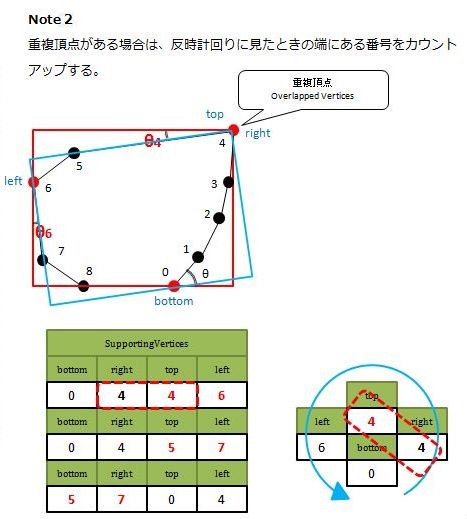 Note 2
重複頂点がある場合は、反時計回りに見たときの端にある番号をカウント
アップする。
重複頂点
Overlapped Vertices
top
right
θ4
4
5
left
6
3
θ6
2
7
1
8
0
θ
bottom
SupportingVertices
bottom right top left
0 4 4 6
bottom right top left
0 4 5 7
bottom right top left
5 7 0 4
top
left 4 right
6 bottom 4
0